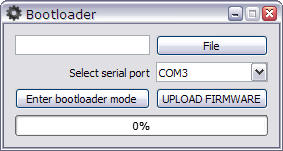 Bootloader
File
Select serial port COM3
Enter bootloader mode UPLOAD FIRMWARE
0%